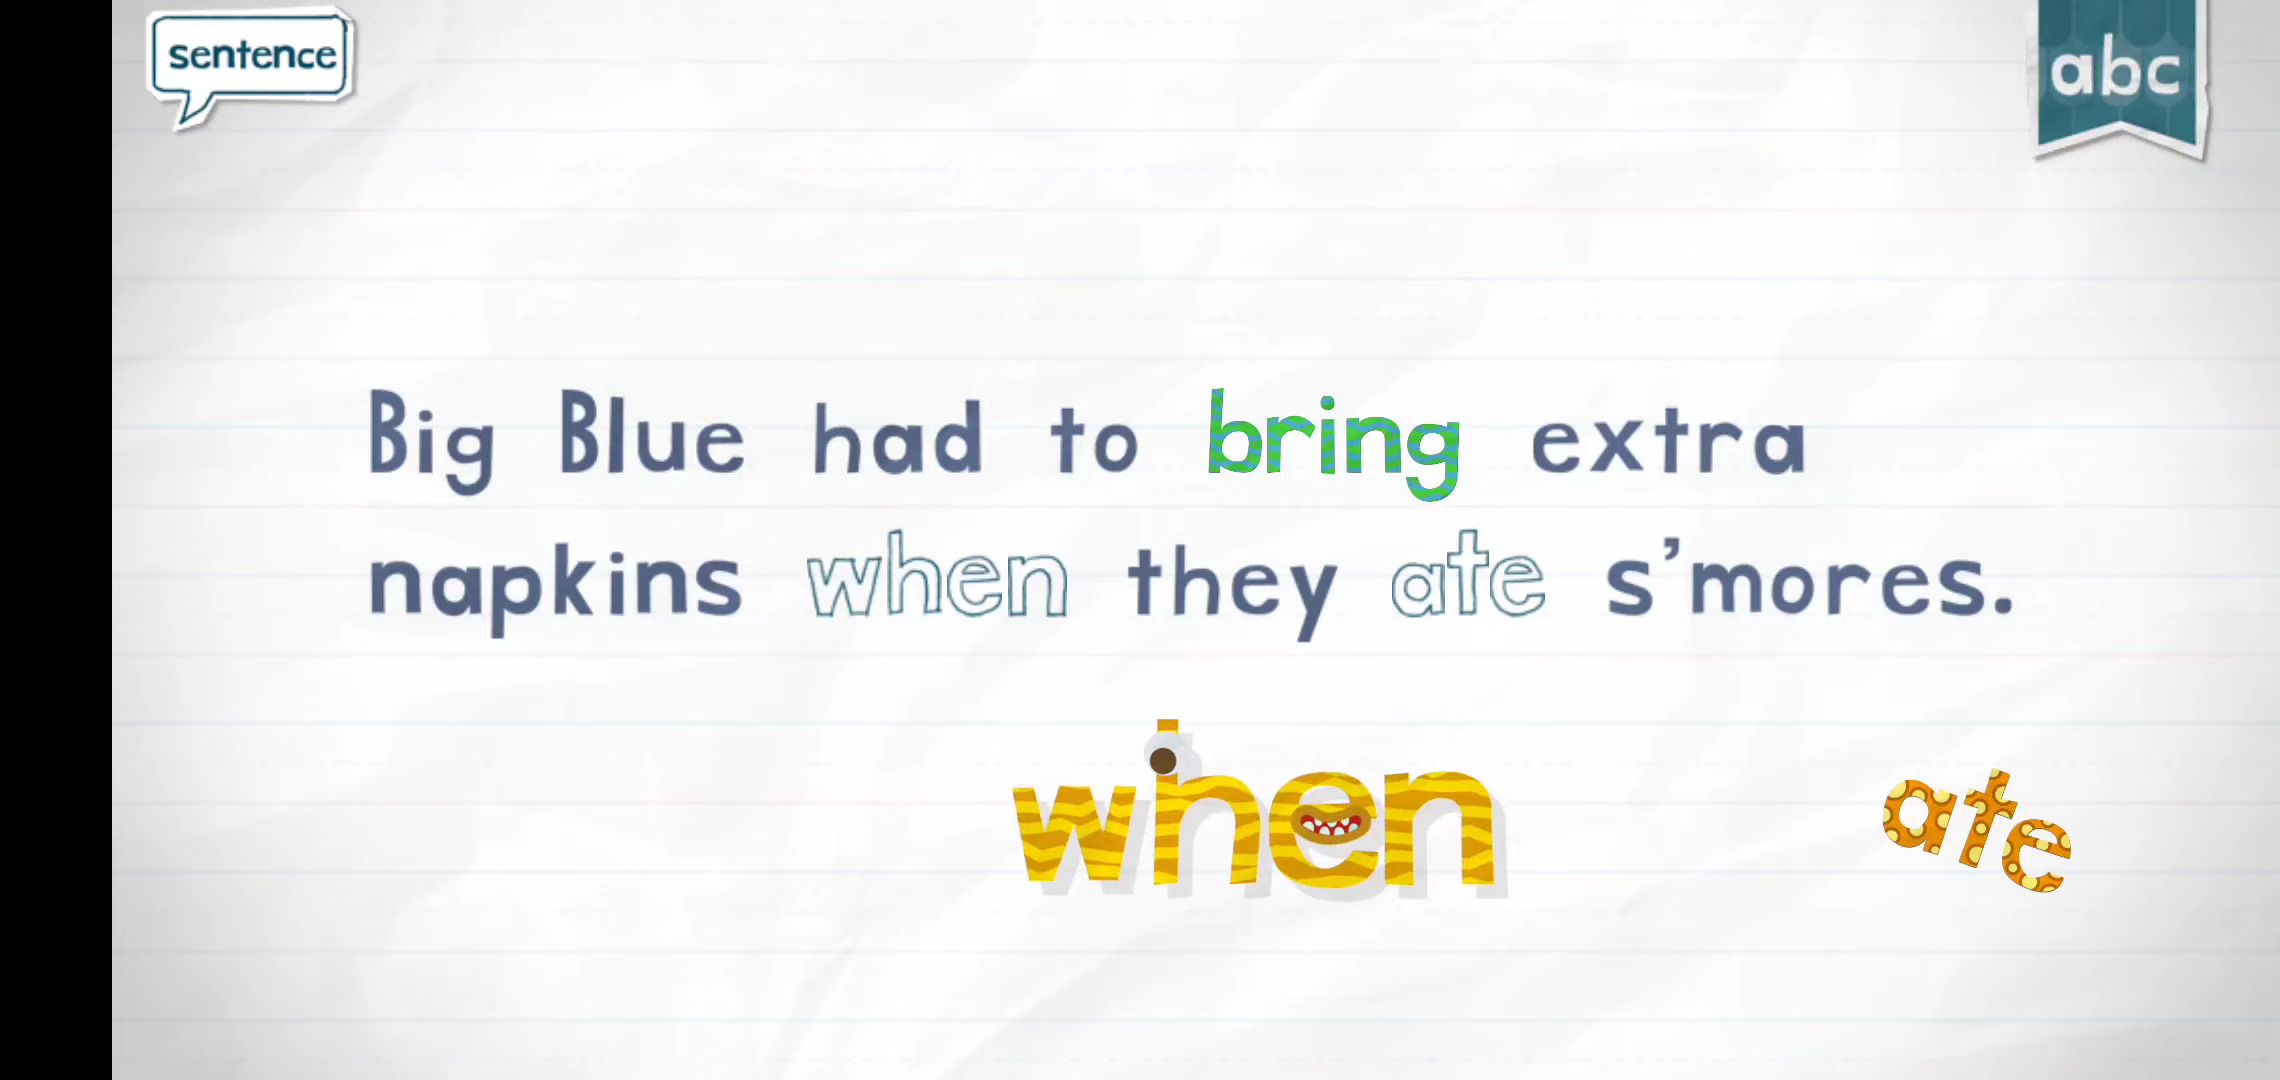 sentence
abc
Big Blue had to bring extra
napkins when they ate s’mores.
when
ate